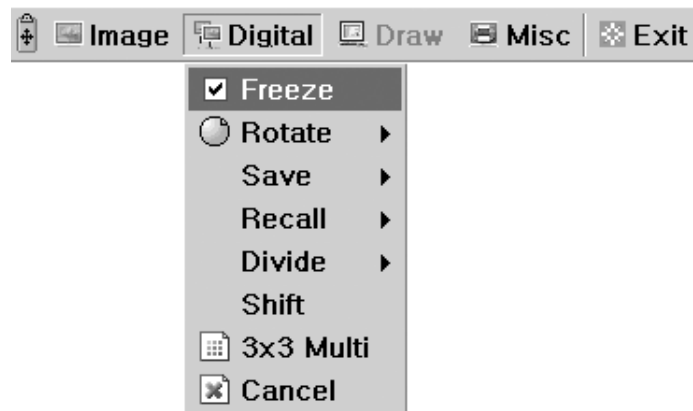 Image Digital Draw Misc Exit
Freeze
Rotate
Save
Recall
Divide
Shift
3x3 Multi
Cancel